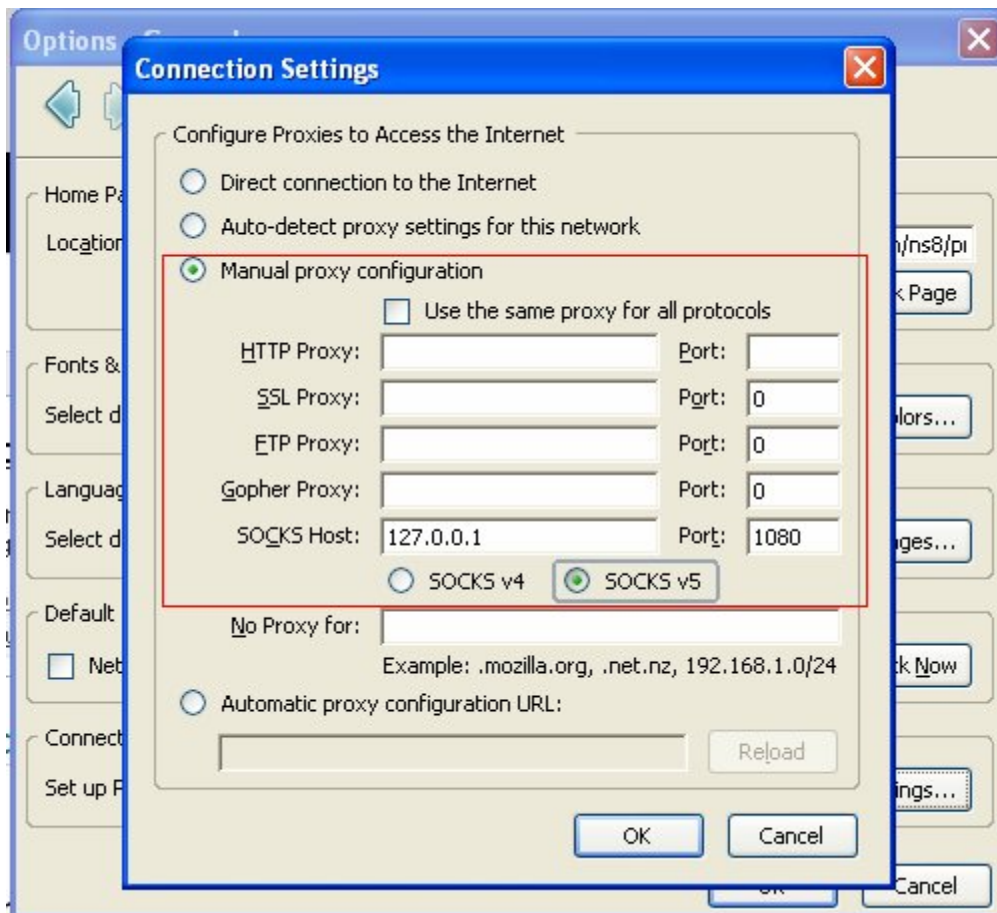 Options
Connection Settings
Configure Proxies to Access the Internet
Direct connection to the Internet
Auto-detect proxy settings for this network
Manual proxy configuration
Use the same proxy for all protocols
HTTP Proxy: Port:
SSL Proxy: Port: 0
FTP Proxy: Port: 0
Gopher Proxy: Port: 0
SOCKS Host: 127.0.0.1 Port: 1080
SOCKS v4 SOCKS v5
No Proxy for:
Example: .mozilla.org, .net.nz, 192.168.1.0/24
Automatic proxy configuration URL:
Reload
OK Cancel
Home Pa
Location
/ns8/pr
k Page
Fonts &
Select d
lors...
Languag
Select d
ges...
Default
Net
k Now
Connect
Set up P
ings...
OK Cancel